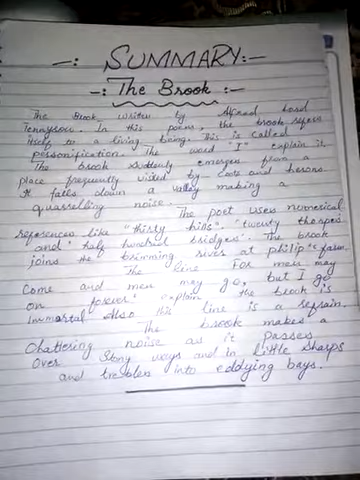 -: SUMMARY:-
-: The Brook :-
The Brook written by Alfread Lord
Tennyson. In this poem, the brook refers
itself to a living being. This is called
personification. The word "I" explain it
The brook suddenly emerges from a
place frequently visited by coots and herons.
It falls down a valley making a
quarselling noise.
The poet uses numerical
references like "thirty hills" twenty thorpes
and "half hundred bridges". The brook
joins the brimming river at philip's farm.
The line For men may
come and men may go, but I go
on forever" explain the brook is
Immortal Also this line is a refrain.
The brook makes a
Chattering noise as it passes
over stony ways and in little sharps
and trebles into eddying bays.